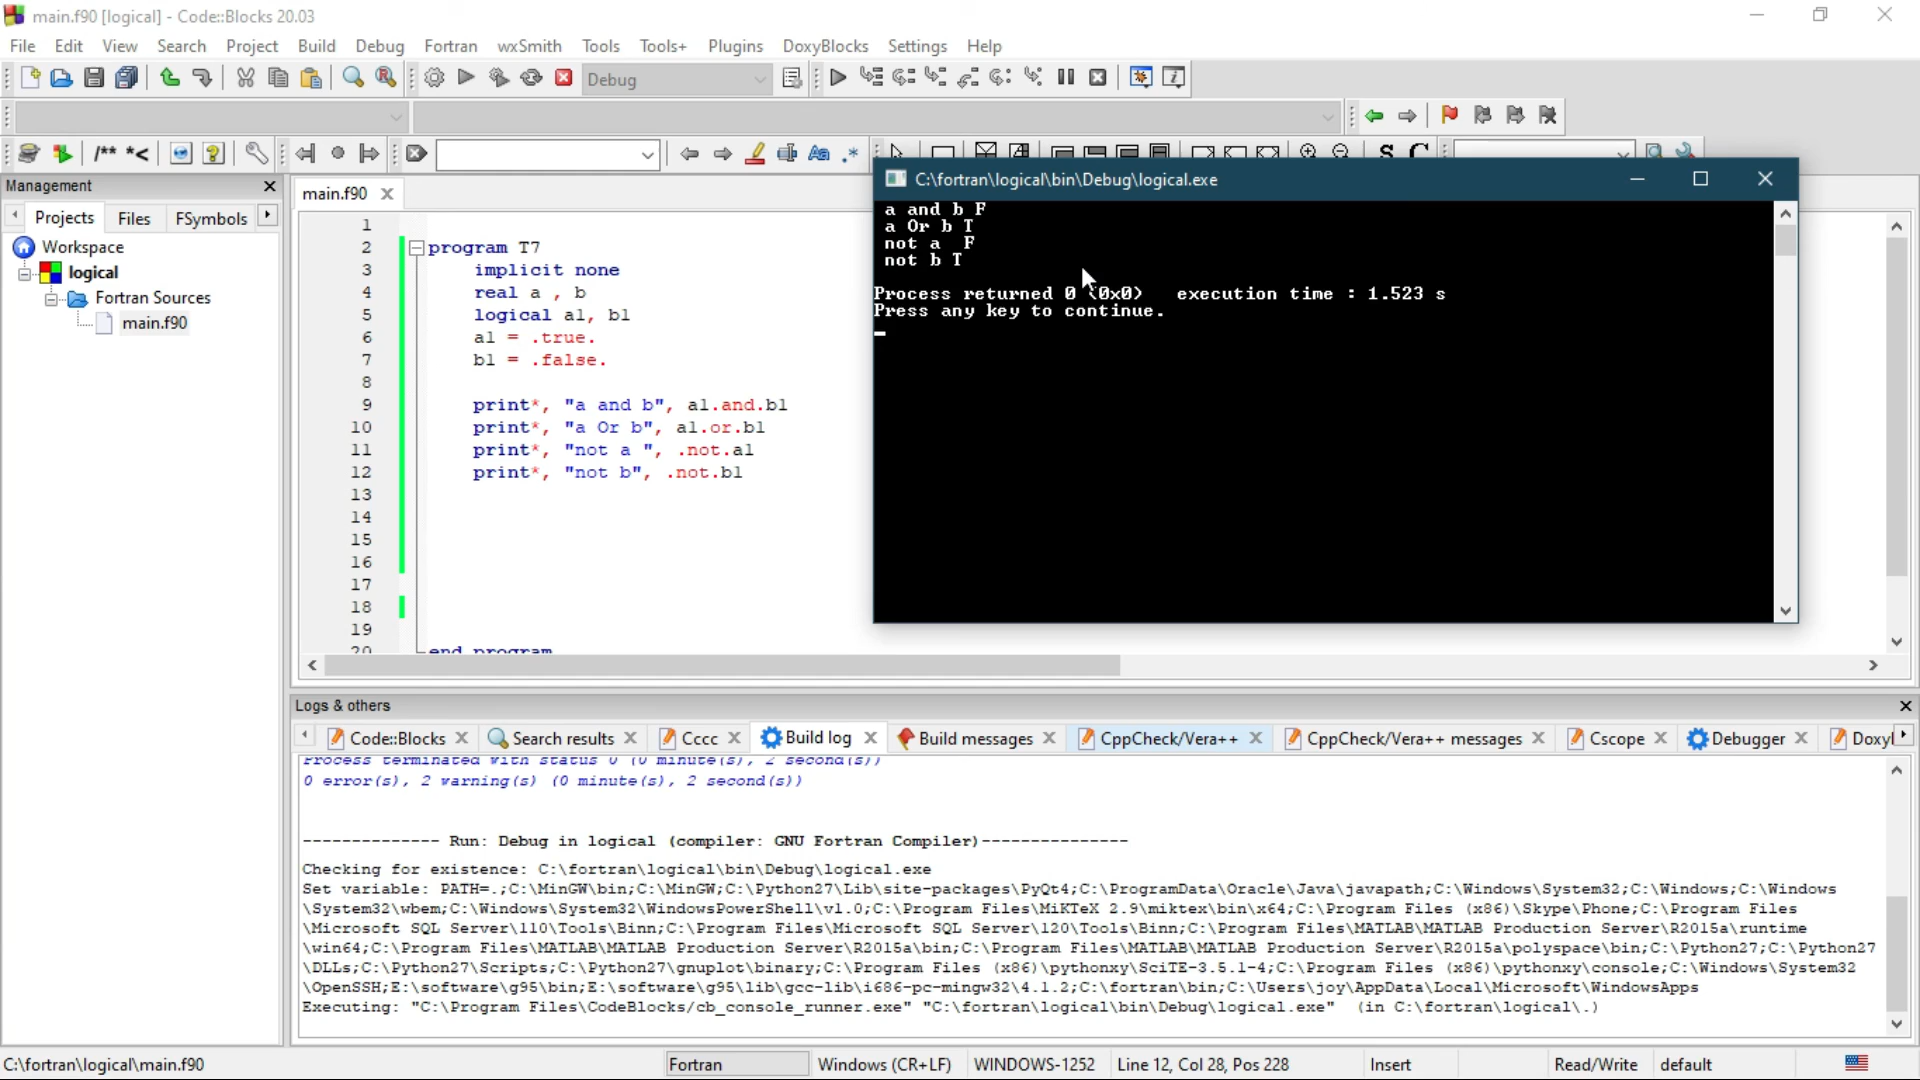 main.f90 [logical] - Code::Blocks 20.03
File Edit View Search Project Build Debug Fortran wxSmith Tools Tools+ Plugins DoxyBlocks Settings Help
Debug
/** *<
Aa .*
S C
Management
Projects Files FSymbols
Workspace
logical
Fortran Sources
main.f90
main.f90
1
2 program T7
3 implicit none
4 real a , b
5 logical a1, b1
6 a1 = .true.
7 b1 = .false.
8
9 print*, "a and b", a1.and.b1
10 print*, "a Or b", a1.or.b1
11 print*, "not a ", .not.a1
12 print*, "not b", .not.b1
13
14
15
16
17
18
19
20 end program
C:\fortran\logical\bin\Debug\logical.exe
a and b F
a Or b T
not a  F
not b T
Process returned 0 (0x0)   execution time : 1.523 s
Press any key to continue.
Logs & others
Code::Blocks Search results Cccc Build log Build messages CppCheck/Vera++ CppCheck/Vera++ messages Cscope Debugger Doxyl
Process terminated with status 0 (0 minute(s), 2 second(s))
0 error(s), 2 warning(s) (0 minute(s), 2 second(s))
-------------- Run: Debug in logical (compiler: GNU Fortran Compiler)---------------
Checking for existence: C:\fortran\logical\bin\Debug\logical.exe
Set variable: PATH=.;C:\MinGW\bin;C:\MinGW;C:\Python27\Lib\site-packages\PyQt4;C:\ProgramData\Oracle\Java\javapath;C:\Windows\System32;C:\Windows;C:\Windows
\System32\wbem;C:\Windows\System32\WindowsPowerShell\v1.0;C:\Program Files\MiKTeX 2.9\miktex\bin\x64;C:\Program Files (x86)\Skype\Phone;C:\Program Files
\Microsoft SQL Server\110\Tools\Binn;C:\Program Files\Microsoft SQL Server\120\Tools\Binn;C:\Program Files\MATLAB\MATLAB Production Server\R2015a\runtime
\win64;C:\Program Files\MATLAB\MATLAB Production Server\R2015a\bin;C:\Program Files\MATLAB\MATLAB Production Server\R2015a\polyspace\bin;C:\Python27;C:\Python27
\DLLs;C:\Python27\Scripts;C:\Python27\gnuplot\binary;C:\Program Files (x86)\pythonxy\SciTE-3.5.1-4;C:\Program Files (x86)\pythonxy\console;C:\Windows\System32
\OpenSSH;E:\software\g95\bin;E:\software\g95\lib\gcc-lib\i686-pc-mingw32\4.1.2;C:\fortran\bin;C:\Users\joy\AppData\Local\Microsoft\WindowsApps
Executing: "C:\Program Files\CodeBlocks/cb_console_runner.exe" "C:\fortran\logical\bin\Debug\logical.exe"  (in C:\fortran\logical\.)
C:\fortran\logical\main.f90 Fortran Windows (CR+LF) WINDOWS-1252 Line 12, Col 28, Pos 228 Insert Read/Write default